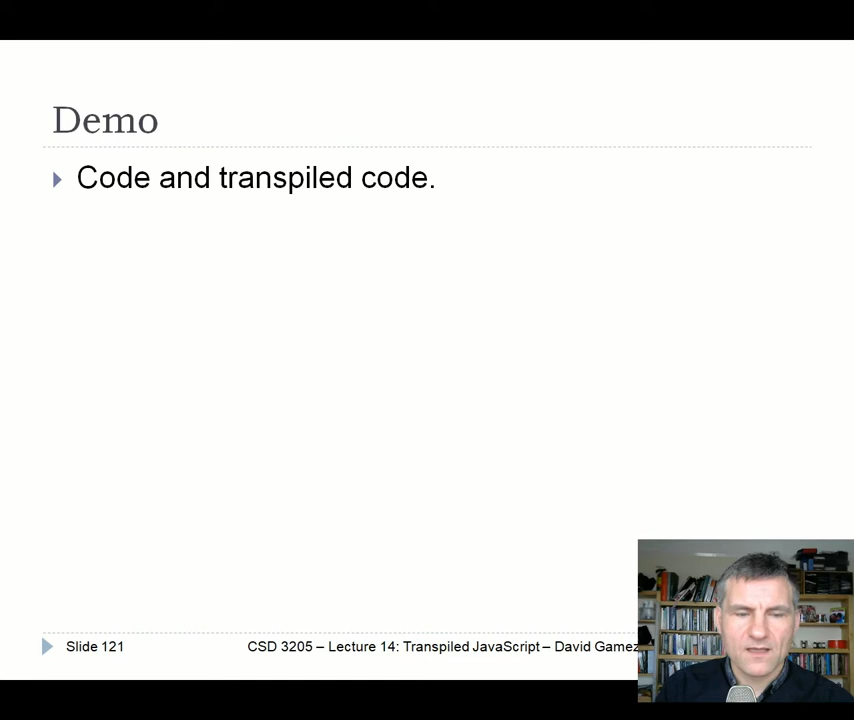 Demo
Code and transpiled code.
Slide 121
CSD 3205 – Lecture 14: Transpiled JavaScript – David Gamez